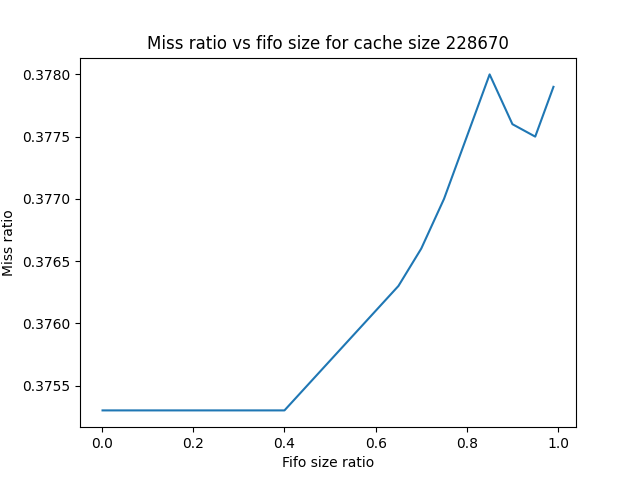 Miss ratio vs fifo size for cache size 228670
0.3780
0.3775
0.3770
0.3765
0.3760
0.3755
Miss ratio
0.0 0.2 0.4 0.6 0.8 1.0
Fifo size ratio